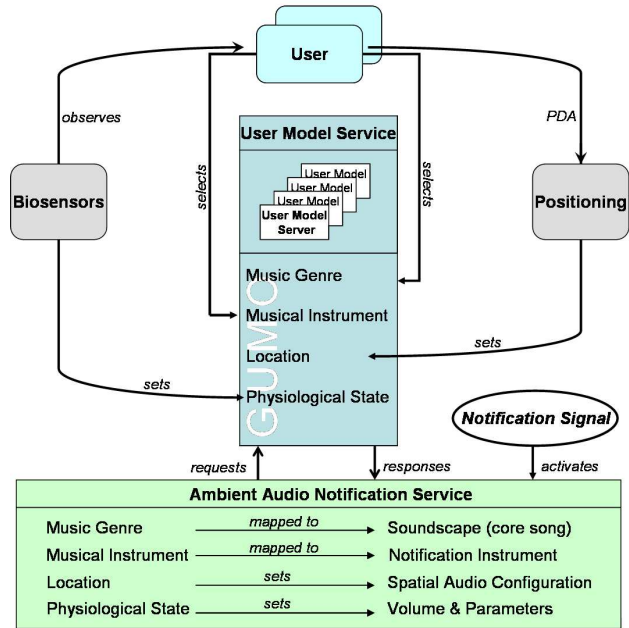 User
observes
PDA
User Model Service
selects
selects
User Model
User Model
User Model
User Model
Server
Biosensors
Positioning
GUMO
Music Genre
Musical Instrument
Location
sets
Physiological State
sets
Notification Signal
requests
responses
activates
Ambient Audio Notification Service
Music Genre mapped to Soundscape (core song)
Musical Instrument mapped to Notification Instrument
Location sets Spatial Audio Configuration
Physiological State sets Volume & Parameters